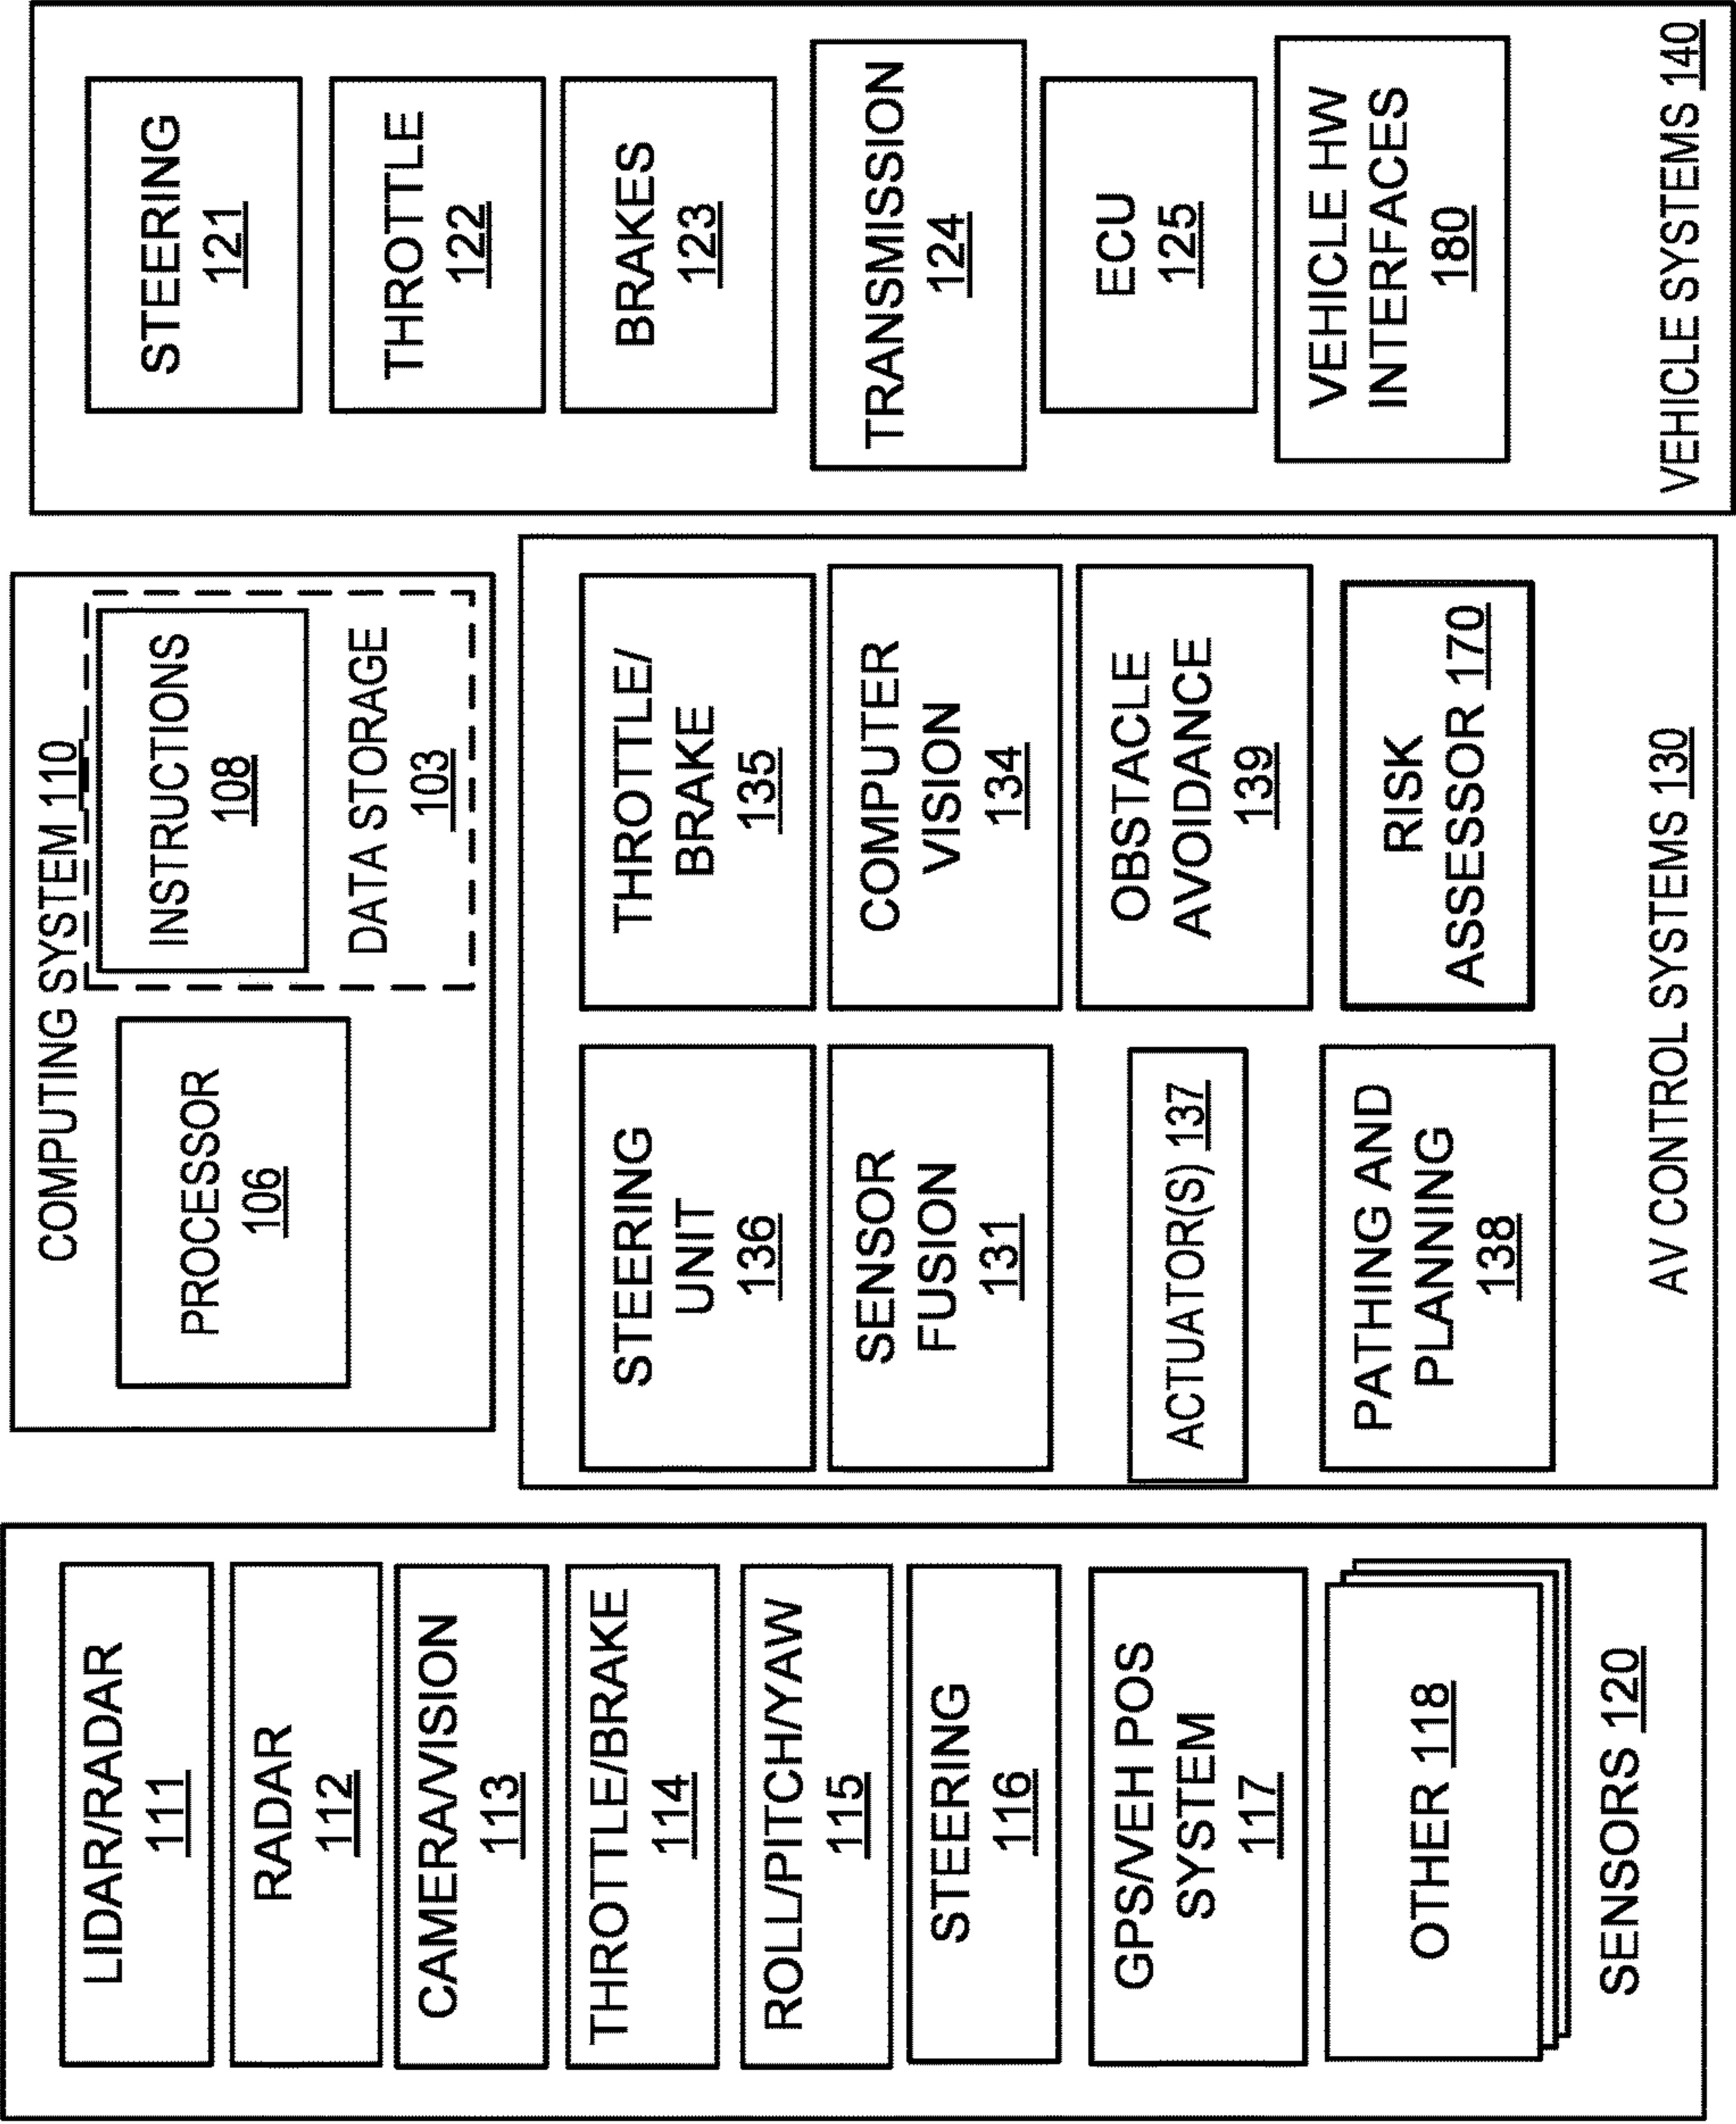 LIDAR/RADAR
111
RADAR
112
CAMERA/VISION
113
THROTTLE/BRAKE
114
ROLL/PITCH/YAW
115
STEERING
116
GPS/VEH POS
SYSTEM
117
OTHER 118
SENSORS 120
COMPUTING SYSTEM 110
PROCESSOR
106
INSTRUCTIONS
108
DATA STORAGE
103
STEERING
UNIT
136
THROTTLE/
BRAKE
135
SENSOR
FUSION
131
COMPUTER
VISION
134
ACTUATOR(S) 137
OBSTACLE
AVOIDANCE
139
PATHING AND
PLANNING
138
RISK
ASSESSOR 170
AV CONTROL SYSTEMS 130
STEERING
121
THROTTLE
122
BRAKES
123
TRANSMISSION
124
ECU
125
VEHICLE HW
INTERFACES
180
VEHICLE SYSTEMS 140